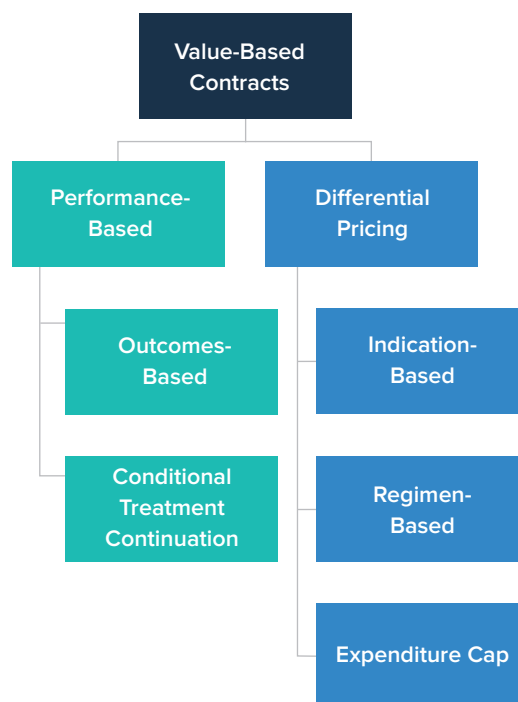 Value-Based
Contracts
Performance-
Based
Differential
Pricing
Outcomes-
Based
Conditional
Treatment
Continuation
Indication-
Based
Regimen-
Based
Expenditure Cap